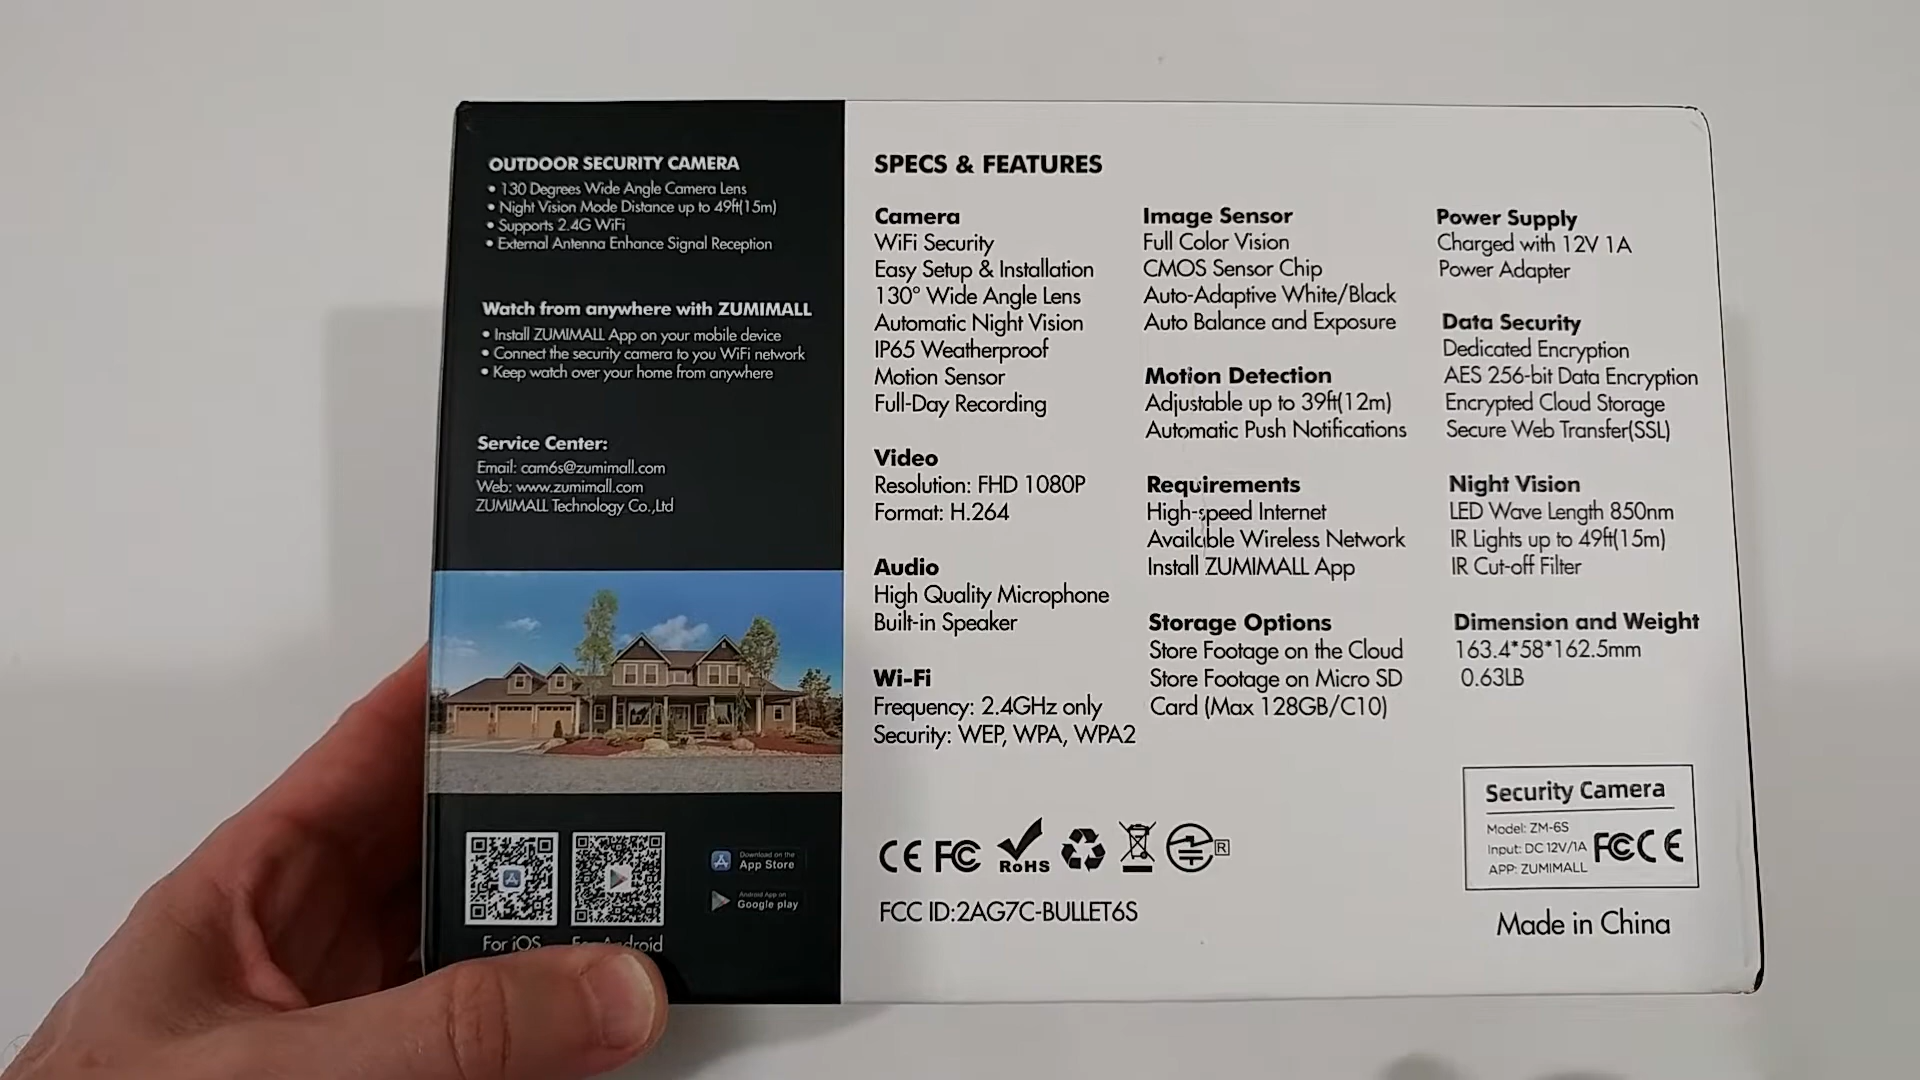 OUTDOOR SECURITY CAMERA
• 130 Degrees Wide Angle Camera Lens
• Night Vision Mode Distance up to 49ft(15m)
• Supports 2.4G WiFi
• External Antenna Enhance Signal Reception
Watch from anywhere with ZUMIMALL
• Install ZUMIMALL App on your mobile device
• Connect the security camera to you WiFi network
• Keep watch over your home from anywhere
Service Center:
Email: cam6s@zumimall.com
Web: www.zumimall.com
ZUMIMALL Technology Co.,Ltd
Download on the
App Store
Android App on
Google play
For iOS
For Android
SPECS & FEATURES
Camera
WiFi Security
Easy Setup & Installation
130° Wide Angle Lens
Automatic Night Vision
IP65 Weatherproof
Motion Sensor
Full-Day Recording
Video
Resolution: FHD 1080P
Format: H.264
Audio
High Quality Microphone
Built-in Speaker
Wi-Fi
Frequency: 2.4GHz only
Security: WEP, WPA, WPA2
Image Sensor
Full Color Vision
CMOS Sensor Chip
Auto-Adaptive White/Black
Auto Balance and Exposure
Motion Detection
Adjustable up to 39ft(12m)
Automatic Push Notifications
Requirements
High-speed Internet
Available Wireless Network
Install ZUMIMALL App
Storage Options
Store Footage on the Cloud
Store Footage on Micro SD
Card (Max 128GB/C10)
Power Supply
Charged with 12V 1A
Power Adapter
Data Security
Dedicated Encryption
AES 256-bit Data Encryption
Encrypted Cloud Storage
Secure Web Transfer(SSL)
Night Vision
LED Wave Length 850nm
IR Lights up to 49ft(15m)
IR Cut-off Filter
Dimension and Weight
163.4*58*162.5mm
0.63LB
CE FC RoHS R
FCC ID:2AG7C-BULLET6S
Security Camera
Model: ZM-6S
Input: DC 12V/1A
APP: ZUMIMALL
FC CE
Made in China